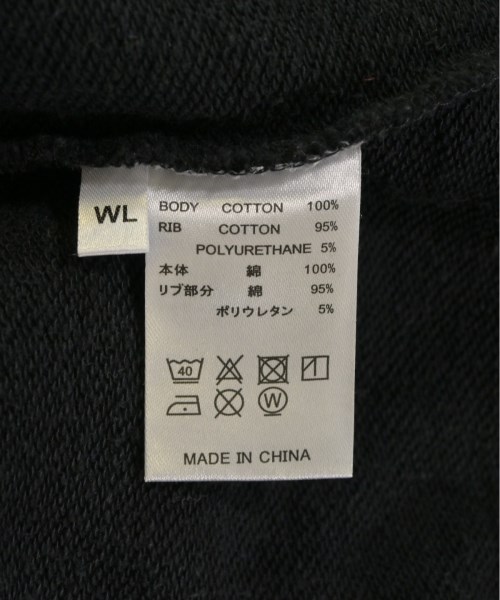 WL
BODY COTTON 100%
RIB COTTON 95%
POLYURETHANE 5%
本体 綿 100%
リブ部分 綿 95%
ポリウレタン 5%
40
W
MADE IN CHINA